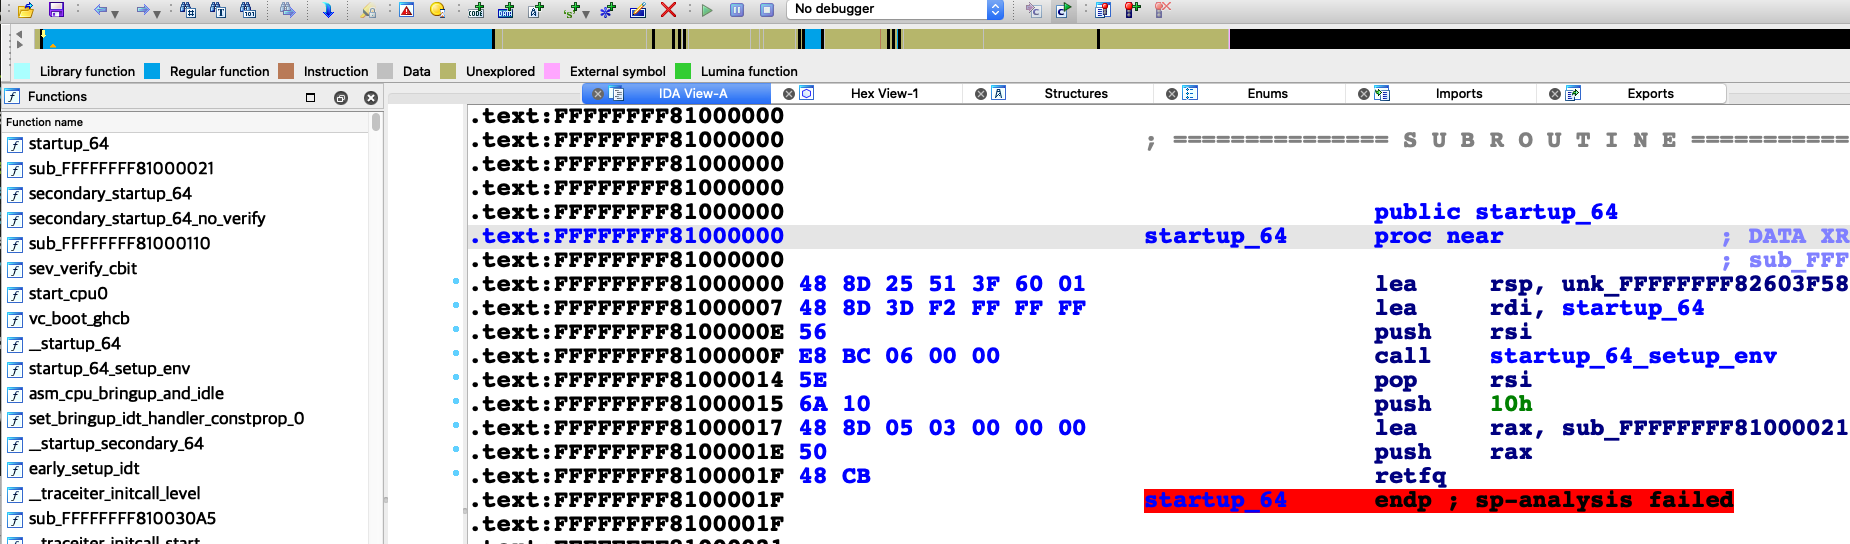 No debugger
Library function Regular function Instruction Data Unexplored External symbol Lumina function
Functions
IDA View-A Hex View-1 Structures Enums Imports Exports
Function name
startup_64
sub_FFFFFFFF81000021
secondary_startup_64
secondary_startup_64_no_verify
sub_FFFFFFFF81000110
sev_verify_cbit
start_cpu0
vc_boot_ghcb
__startup_64
startup_64_setup_env
asm_cpu_bringup_and_idle
set_bringup_idt_handler_constprop_0
__startup_secondary_64
early_setup_idt
__traceiter_initcall_level
sub_FFFFFFFF810030A5
__traceiter_initcall_start
.text:FFFFFFFF81000000
.text:FFFFFFFF81000000 ; =============== S U B R O U T I N E ===========
.text:FFFFFFFF81000000
.text:FFFFFFFF81000000
.text:FFFFFFFF81000000 public startup_64
.text:FFFFFFFF81000000 startup_64 proc near ; DATA XR
.text:FFFFFFFF81000000 ; sub_FFF
.text:FFFFFFFF81000000 48 8D 25 51 3F 60 01 lea rsp, unk_FFFFFFFF82603F58
.text:FFFFFFFF81000007 48 8D 3D F2 FF FF FF lea rdi, startup_64
.text:FFFFFFFF8100000E 56 push rsi
.text:FFFFFFFF8100000F E8 BC 06 00 00 call startup_64_setup_env
.text:FFFFFFFF81000014 5E pop rsi
.text:FFFFFFFF81000015 6A 10 push 10h
.text:FFFFFFFF81000017 48 8D 05 03 00 00 00 lea rax, sub_FFFFFFFF81000021
.text:FFFFFFFF8100001E 50 push rax
.text:FFFFFFFF8100001F 48 CB retfq
.text:FFFFFFFF8100001F startup_64 endp ; sp-analysis failed
.text:FFFFFFFF8100001F